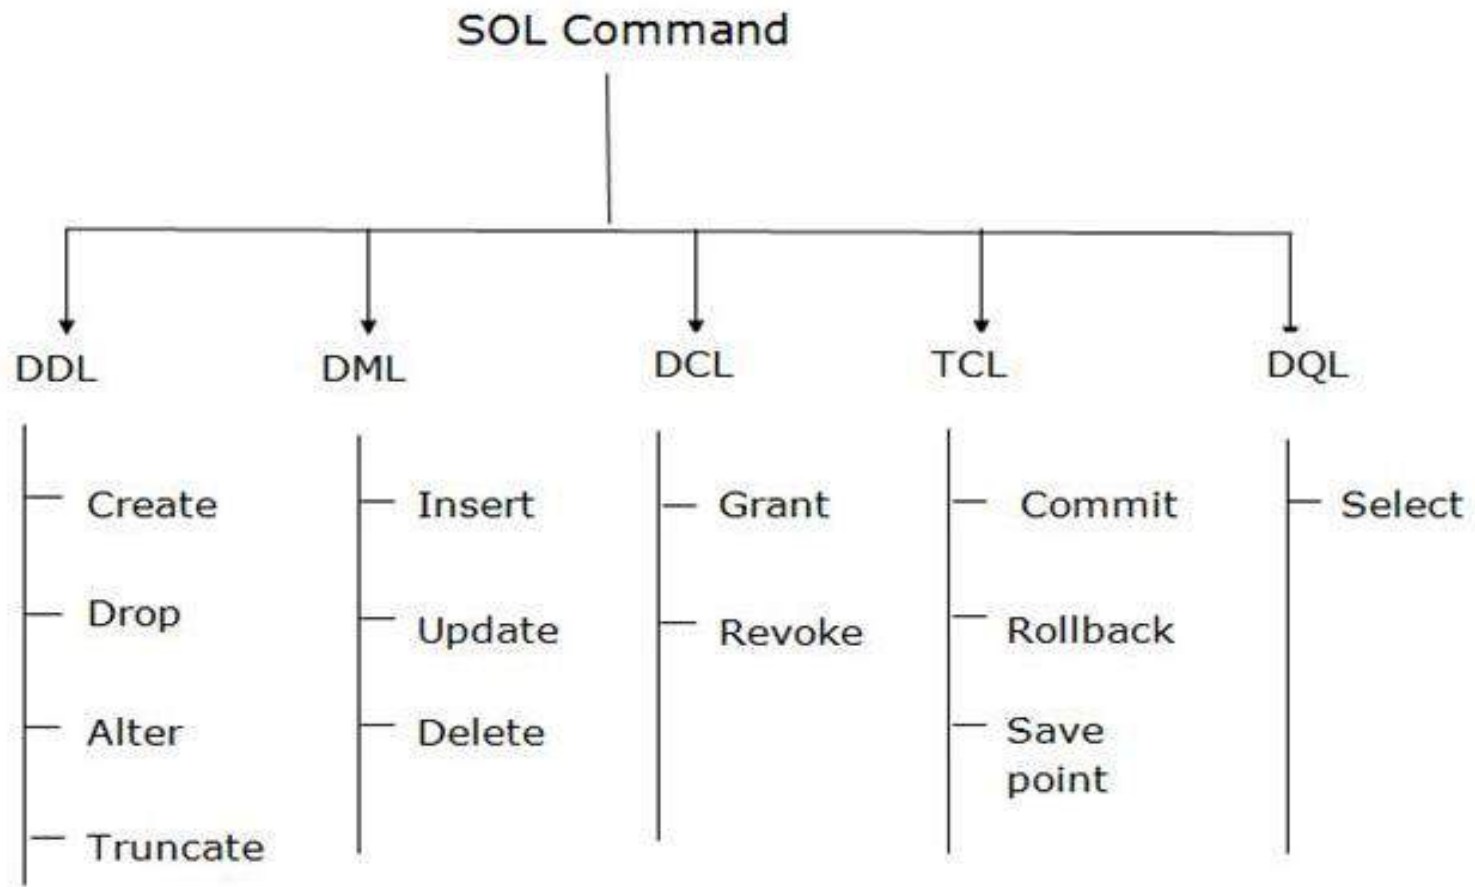 SOL Command
DDL
DML
DCL
TCL
DQL
Create
Drop
Alter
Truncate
Insert
Update
Delete
Grant
Revoke
Commit
Rollback
Save
point
Select